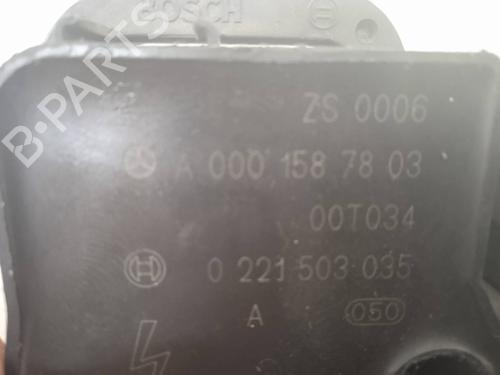 BOSCH
ZS 0006
A 000 158 78 03
00T034
0 221 503 035
A 050
B-PARTS